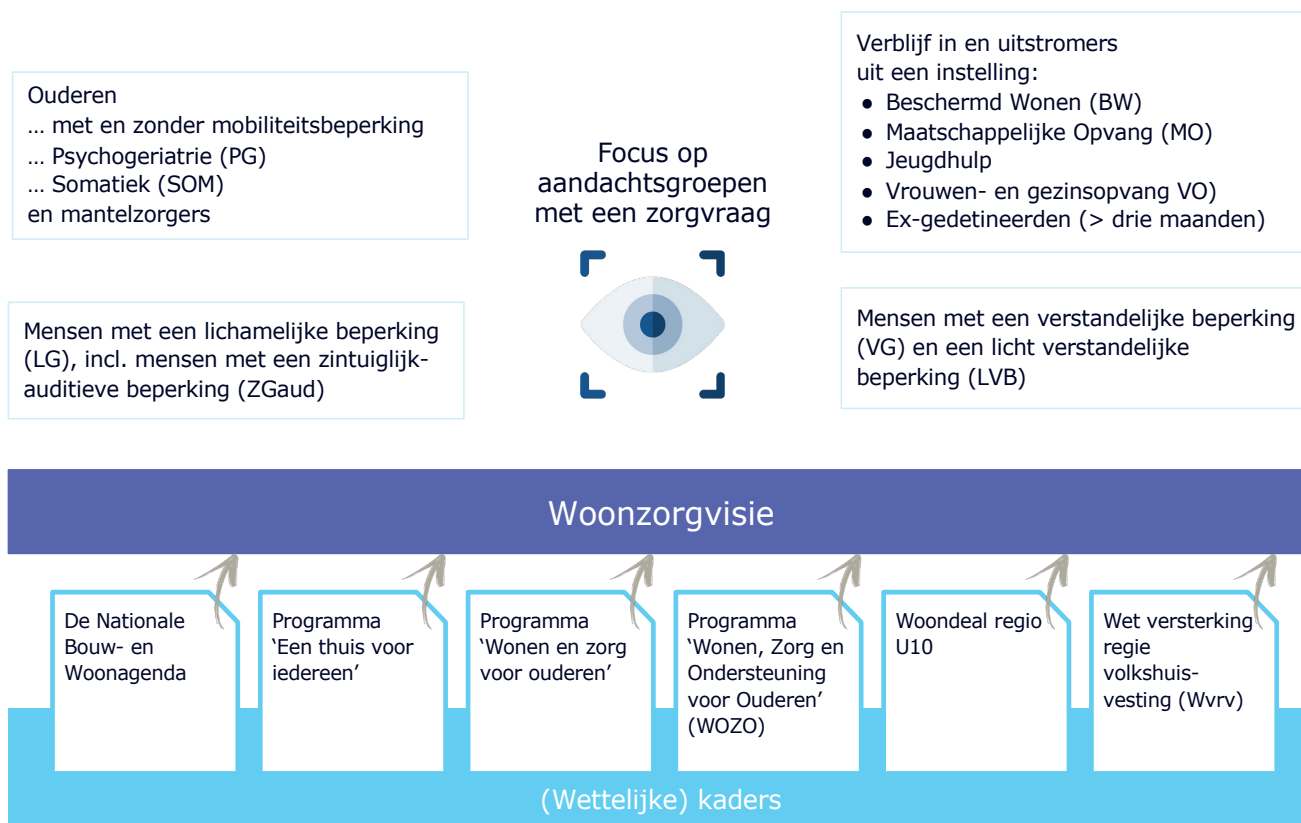 Ouderen
... met en zonder mobiliteitsbeperking
... Psychogeriatrie (PG)
... Somatiek (SOM)
en mantelzorgers
Focus op
aandachtsgroepen
met een zorgvraag
Verblijf in en uitstromers
uit een instelling:
● Beschermd Wonen (BW)
● Maatschappelijke Opvang (MO)
● Jeugdhulp
● Vrouwen- en gezinsopvang VO)
● Ex-gedetineerden (> drie maanden)
Mensen met een lichamelijke beperking
(LG), incl. mensen met een zintuiglijk-
auditieve beperking (ZGaud)
Mensen met een verstandelijke beperking
(VG) en een licht verstandelijke
beperking (LVB)
Woonzorgvisie
De Nationale
Bouw- en
Woonagenda
Programma
‘Een thuis voor
iedereen’
Programma
‘Wonen en zorg
voor ouderen’
Programma
‘Wonen, Zorg en
Ondersteuning
voor Ouderen’
(WOZO)
Woondeal regio
U10
Wet versterking
regie
volkshuis-
vesting (Wvrv)
(Wettelijke) kaders